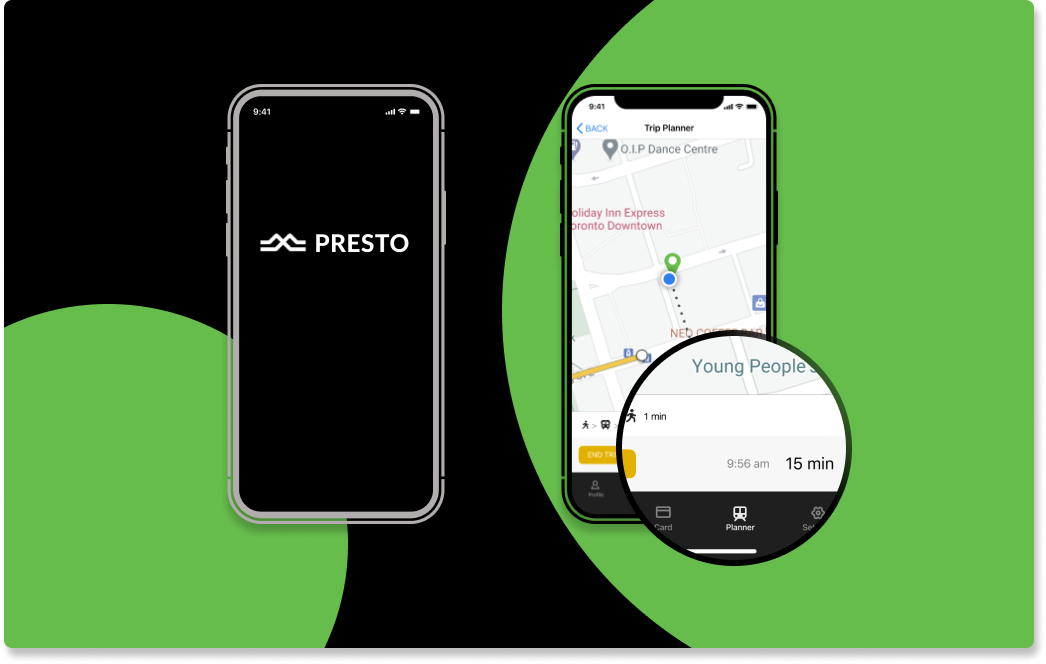 9:41
PRESTO
9:41
BACK
Trip Planner
O.I.P Dance Centre
oliday Inn Express
oronto Downtown
NEO COFFEE BAR
Young People's
1 min
END TRI
9:56 am
15 min
Profile
Card
Planner
Set